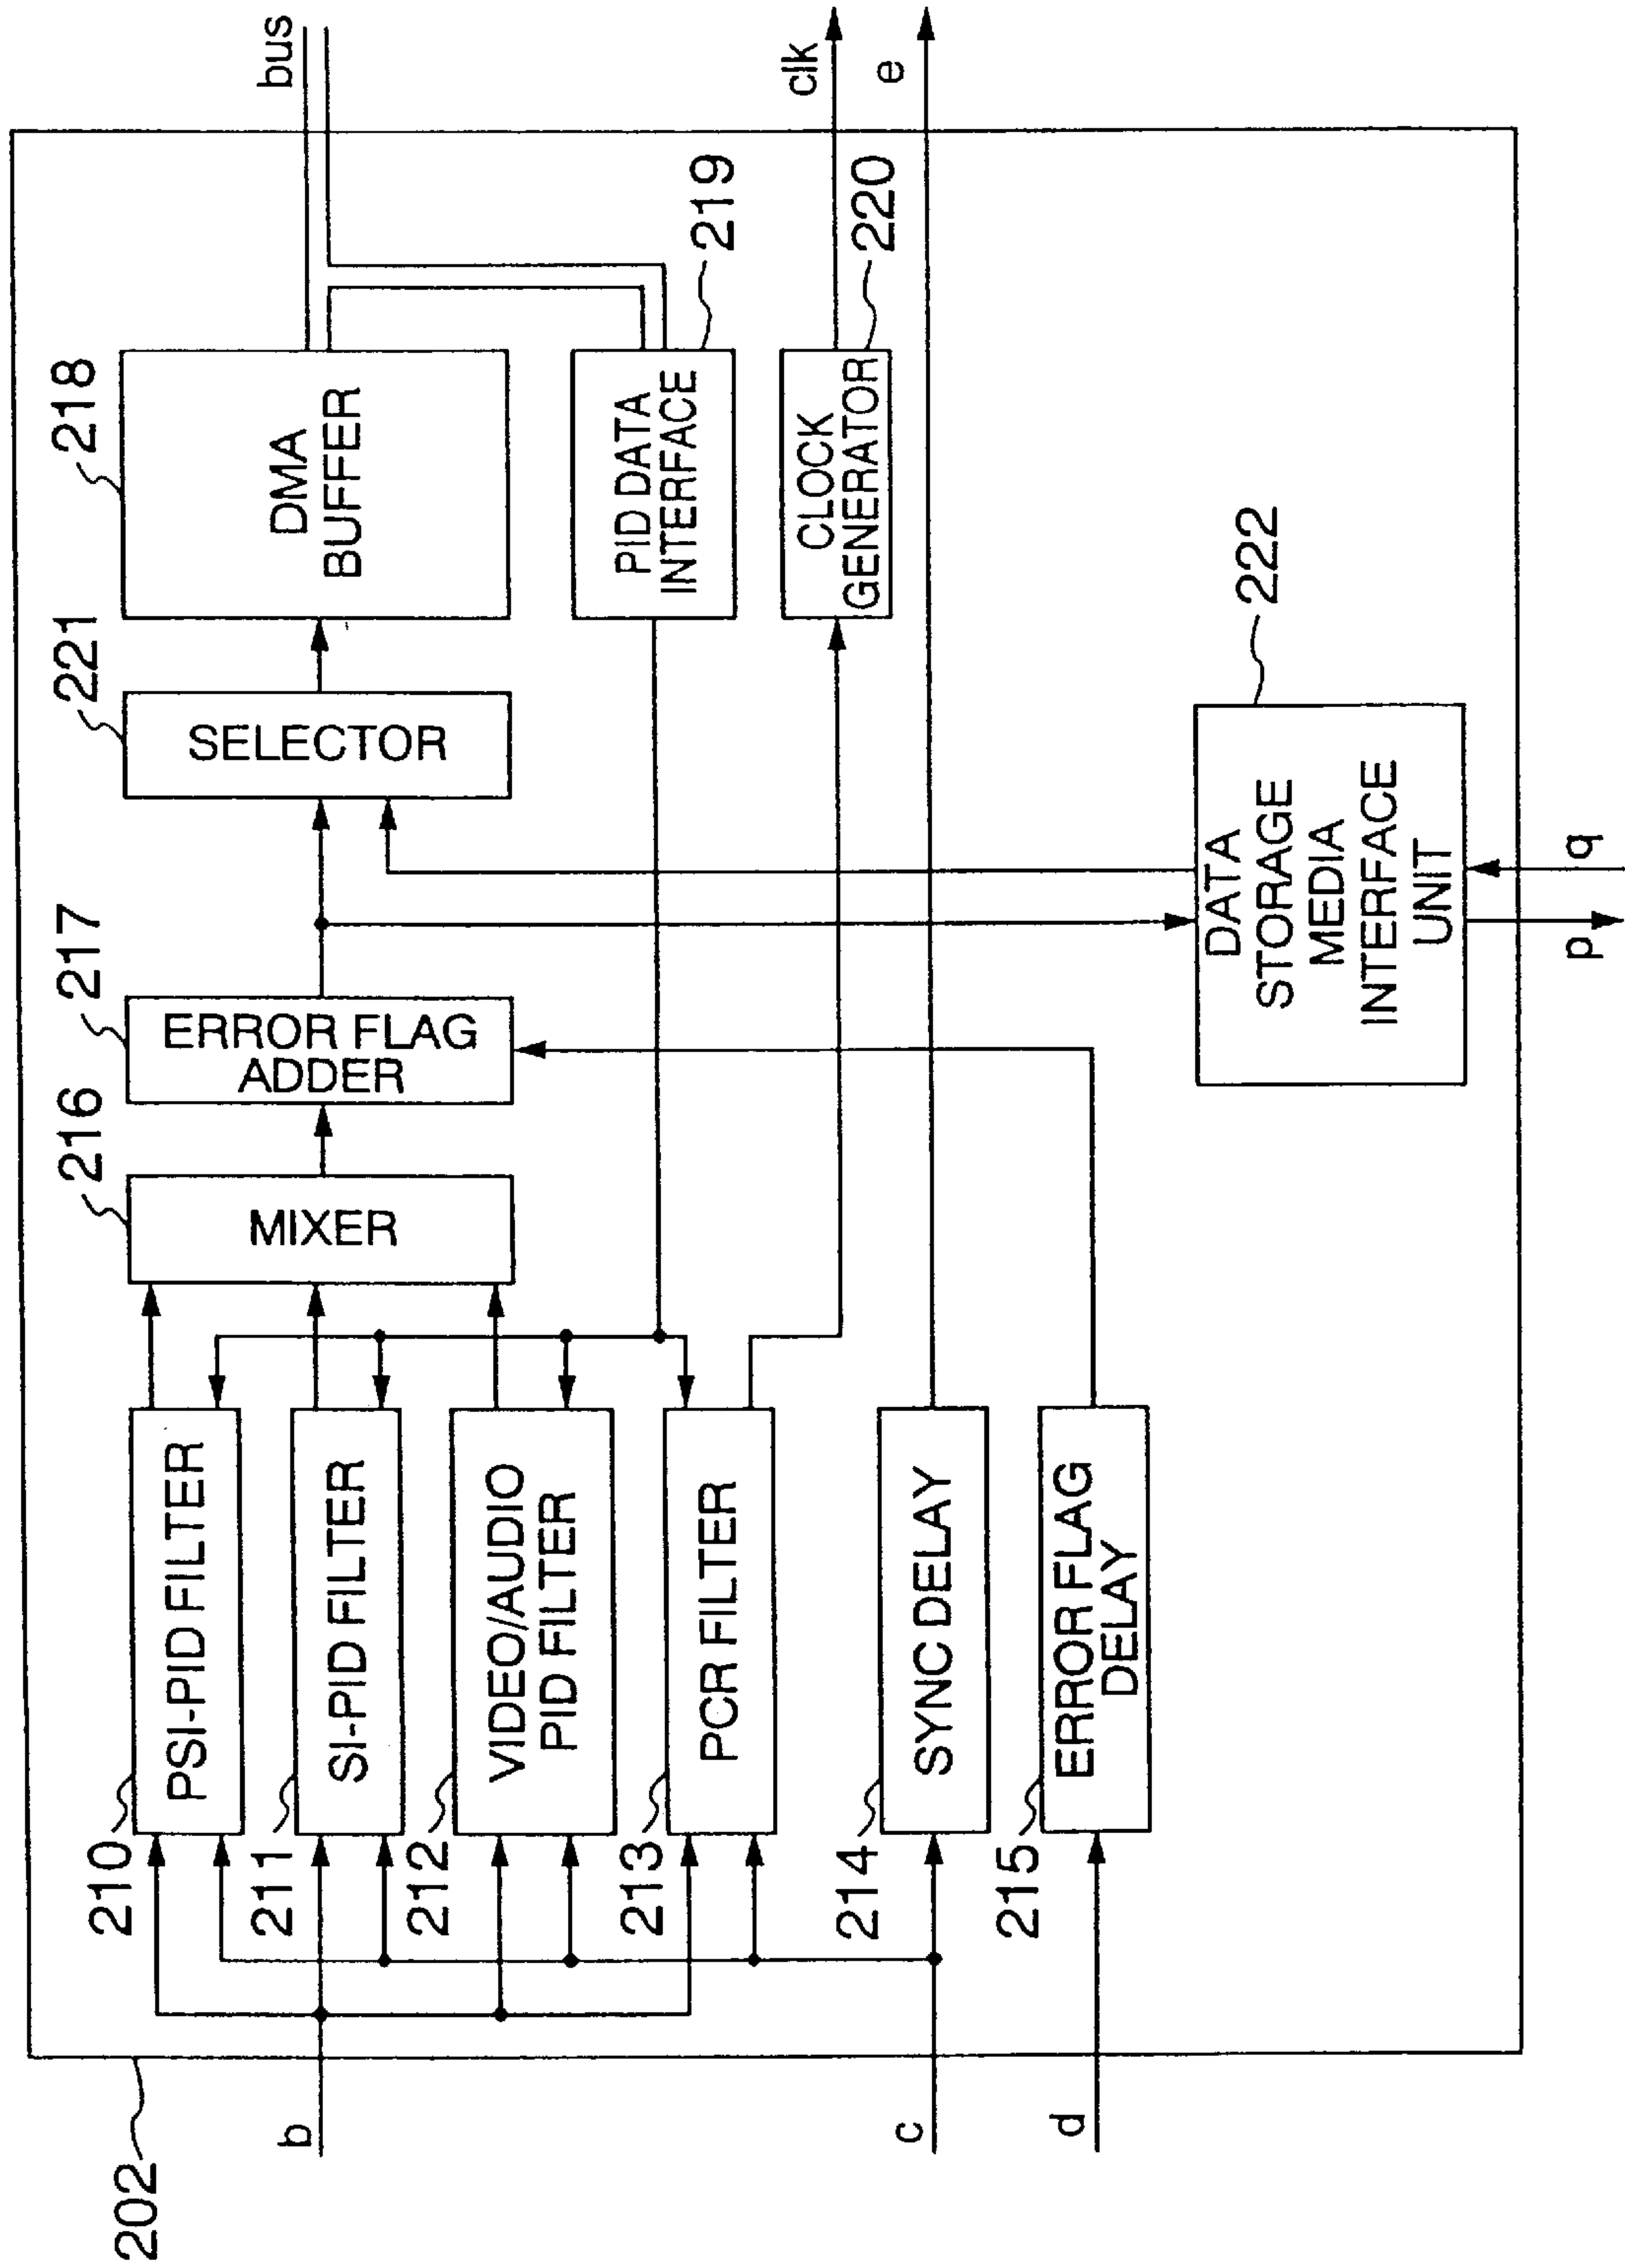 202
b
c
d
210
PSI-PID FILTER
211
SI-PID FILTER
212
VIDEO/AUDIO
PID FILTER
213
PCR FILTER
214
SYNC DELAY
215
ERROR FLAG
DELAY
216
MIXER
217
ERROR FLAG
ADDER
221
SELECTOR
218
DMA
BUFFER
219
PID DATA
INTERFACE
220
CLOCK
GENERATOR
222
DATA
STORAGE
MEDIA
INTERFACE
UNIT
bus
clk
e
p
q